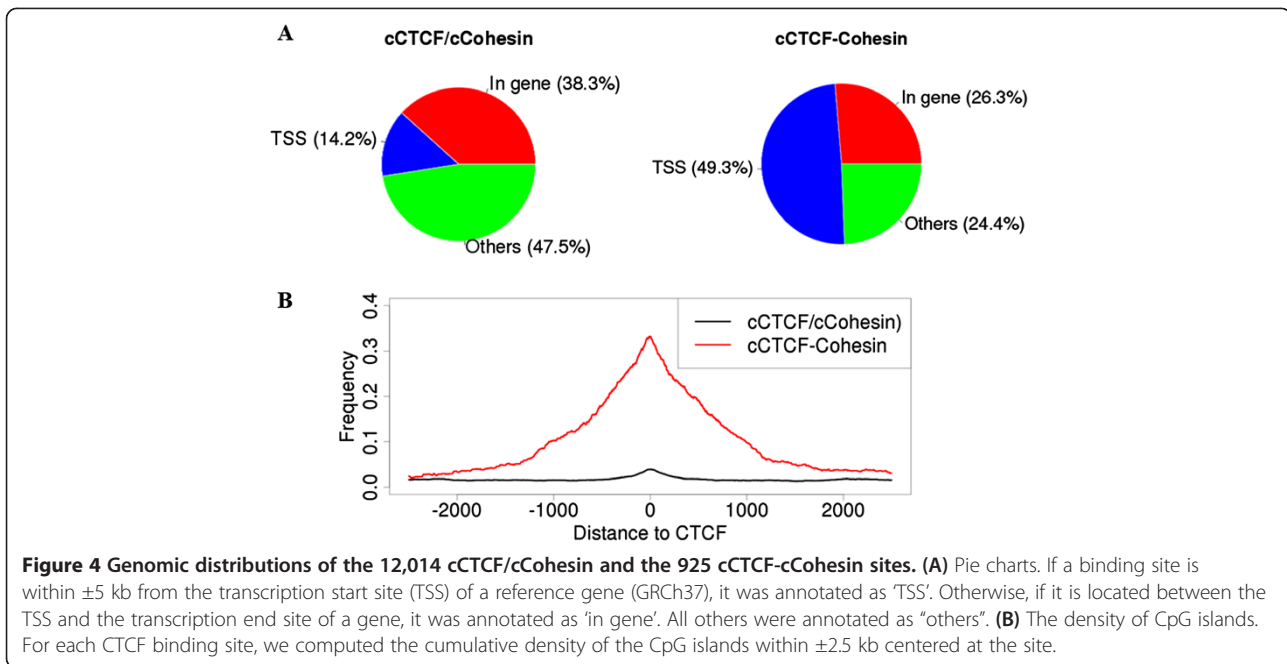 A
cCTCF/cCohesin
cCTCF-Cohesin
In gene (38.3%)
TSS (14.2%)
Others (47.5%)
In gene (26.3%)
TSS (49.3%)
Others (24.4%)
B
0.4
0.3
0.2
0.1
0.0
Frequency
cCTCF/cCohesin)
cCTCF-Cohesin
-2000
-1000
0
1000
2000
Distance to CTCF
Figure 4 Genomic distributions of the 12,014 cCTCF/cCohesin and the 925 cCTCF-cCohesin sites. (A) Pie charts. If a binding site is
within ±5 kb from the transcription start site (TSS) of a reference gene (GRCh37), it was annotated as ‘TSS’. Otherwise, if it is located between the
TSS and the transcription end site of a gene, it was annotated as ‘in gene’. All others were annotated as “others”. (B) The density of CpG islands.
For each CTCF binding site, we computed the cumulative density of the CpG islands within ±2.5 kb centered at the site.